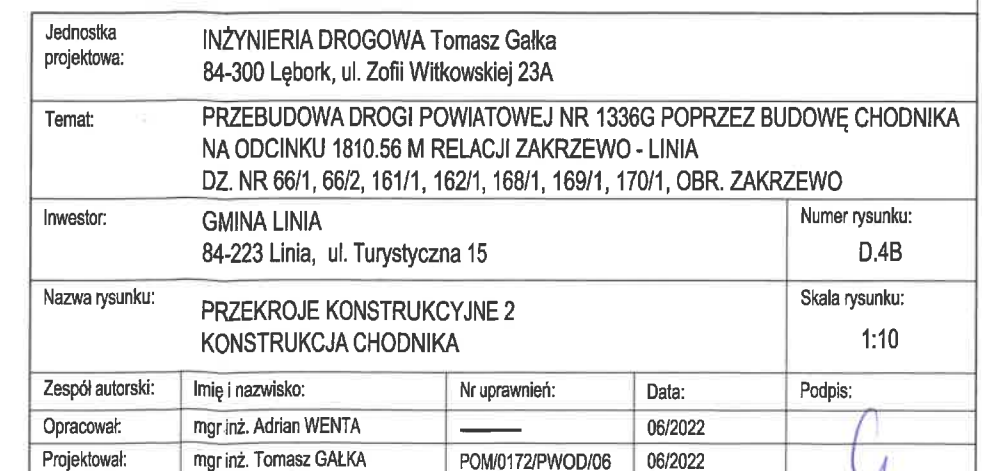 Jednostka projektowa:
INŻYNIERIA DROGOWA Tomasz Gałka
84-300 Lębork, ul. Zofii Witkowskiej 23A
Temat:
PRZEBUDOWA DROGI POWIATOWEJ NR 1336G POPRZEZ BUDOWĘ CHODNIKA
NA ODCINKU 1810.56 M RELACJI ZAKRZEWO - LINIA
DZ. NR 66/1, 66/2, 161/1, 162/1, 168/1, 169/1, 170/1, OBR. ZAKRZEWO
Inwestor:
GMINA LINIA
84-223 Linia, ul. Turystyczna 15
Numer rysunku:
D.4B
Nazwa rysunku:
PRZEKROJE KONSTRUKCYJNE 2
KONSTRUKCJA CHODNIKA
Skala rysunku:
1:10
Zespół autorski: Imię i nazwisko: Nr uprawnień: Data: Podpis:
Opracował: mgr inż. Adrian WENTA 06/2022
Projektował: mgr inż. Tomasz GAŁKA POM/0172/PWOD/06 06/2022